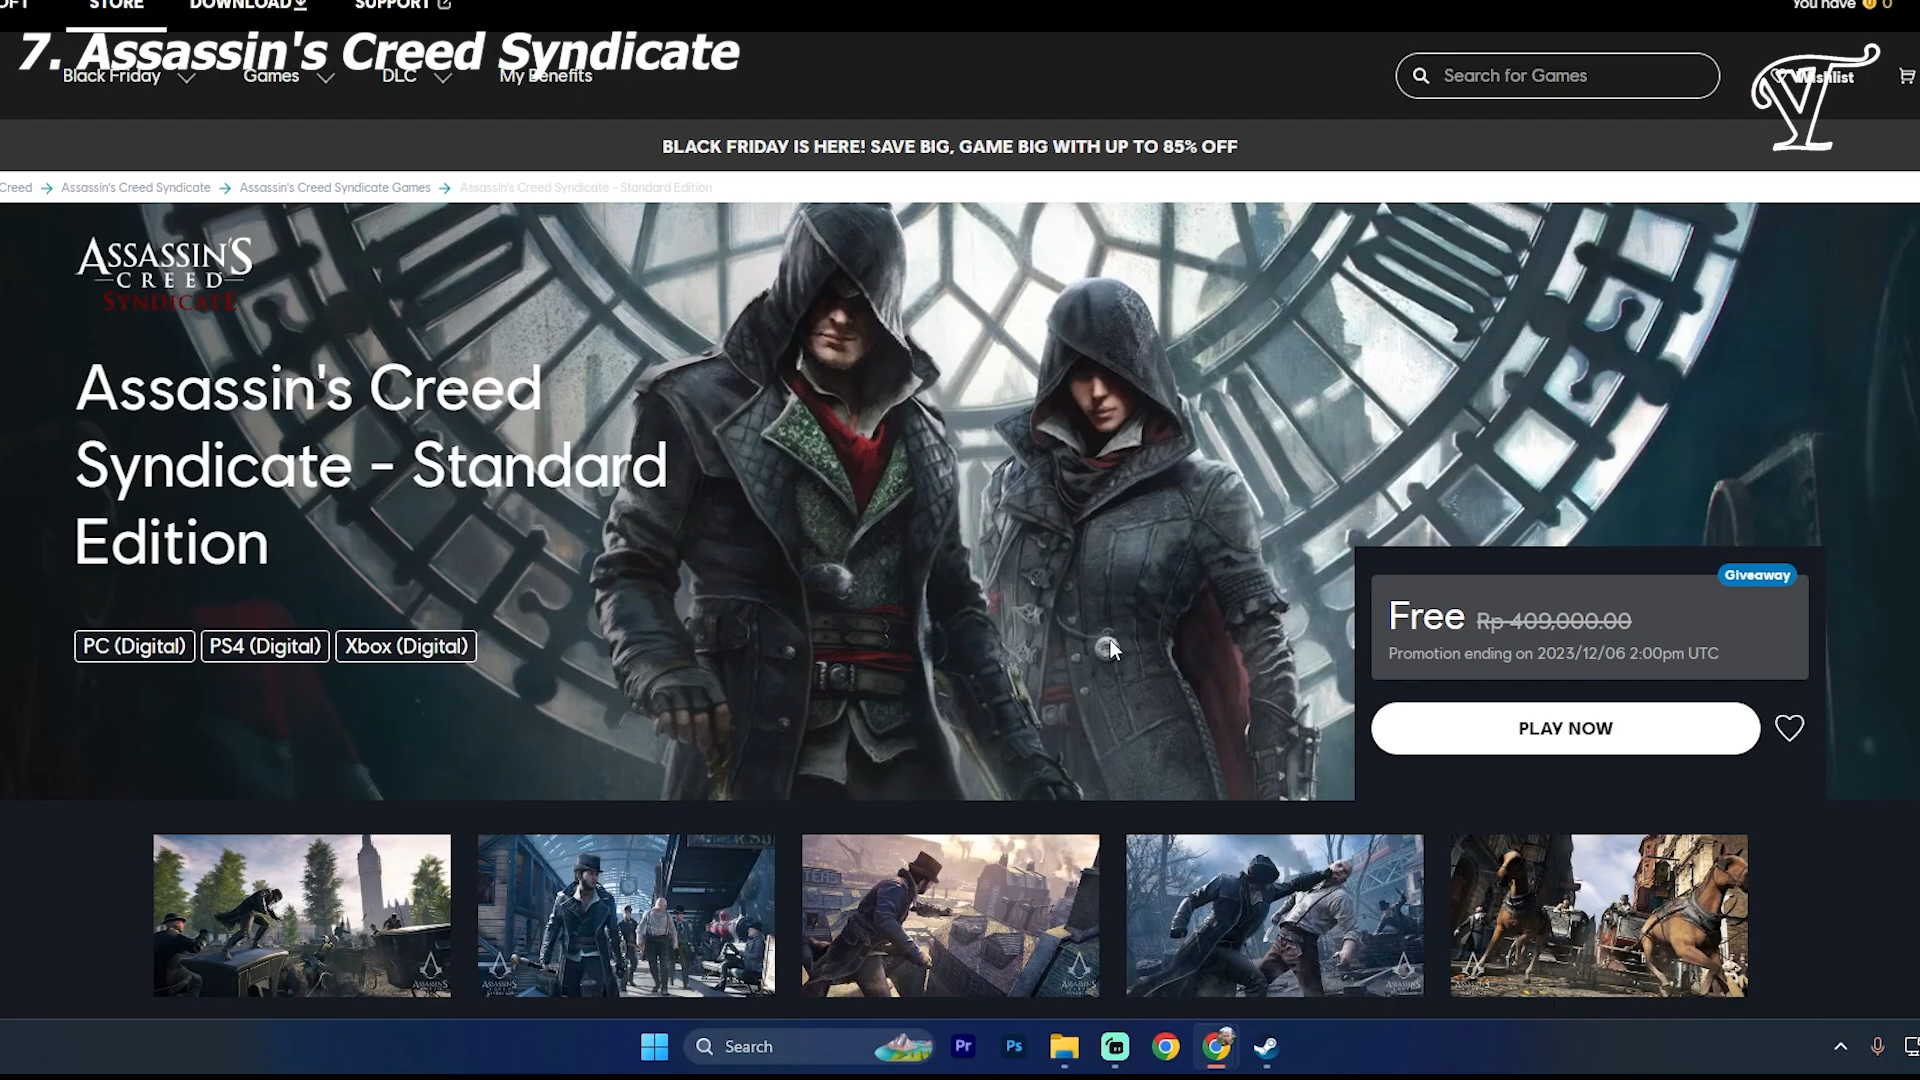 STORE
DOWNLOAD
SUPPORT
You have 0
7. Assassin's Creed Syndicate
Black Friday
Games
DLC
My Benefits
Search for Games
Wishlist
BLACK FRIDAY IS HERE! SAVE BIG, GAME BIG WITH UP TO 85% OFF
Creed
Assassin's Creed Syndicate
Assassin's Creed Syndicate Games
Assassin's Creed Syndicate - Standard Edition
ASSASSIN'S
CREED
SYNDICATE
Assassin's Creed
Syndicate - Standard
Edition
PC (Digital)
PS4 (Digital)
Xbox (Digital)
Giveaway
Free Rp 409,000.00
Promotion ending on 2023/12/06 2:00pm UTC
PLAY NOW
Search
Pr
Ps